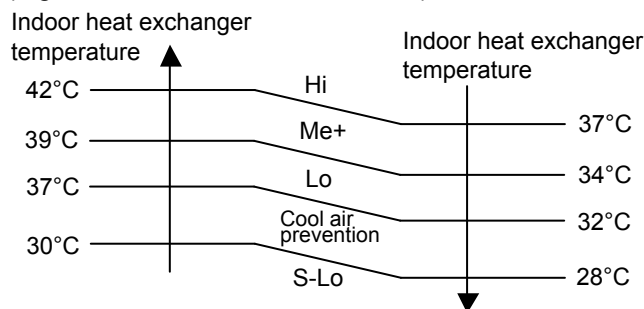 Indoor heat exchanger
temperature
Indoor heat exchanger
temperature
42°C
Hi
37°C
Me+
39°C
34°C
Lo
37°C
32°C
Cool air
prevention
30°C
S-Lo
28°C